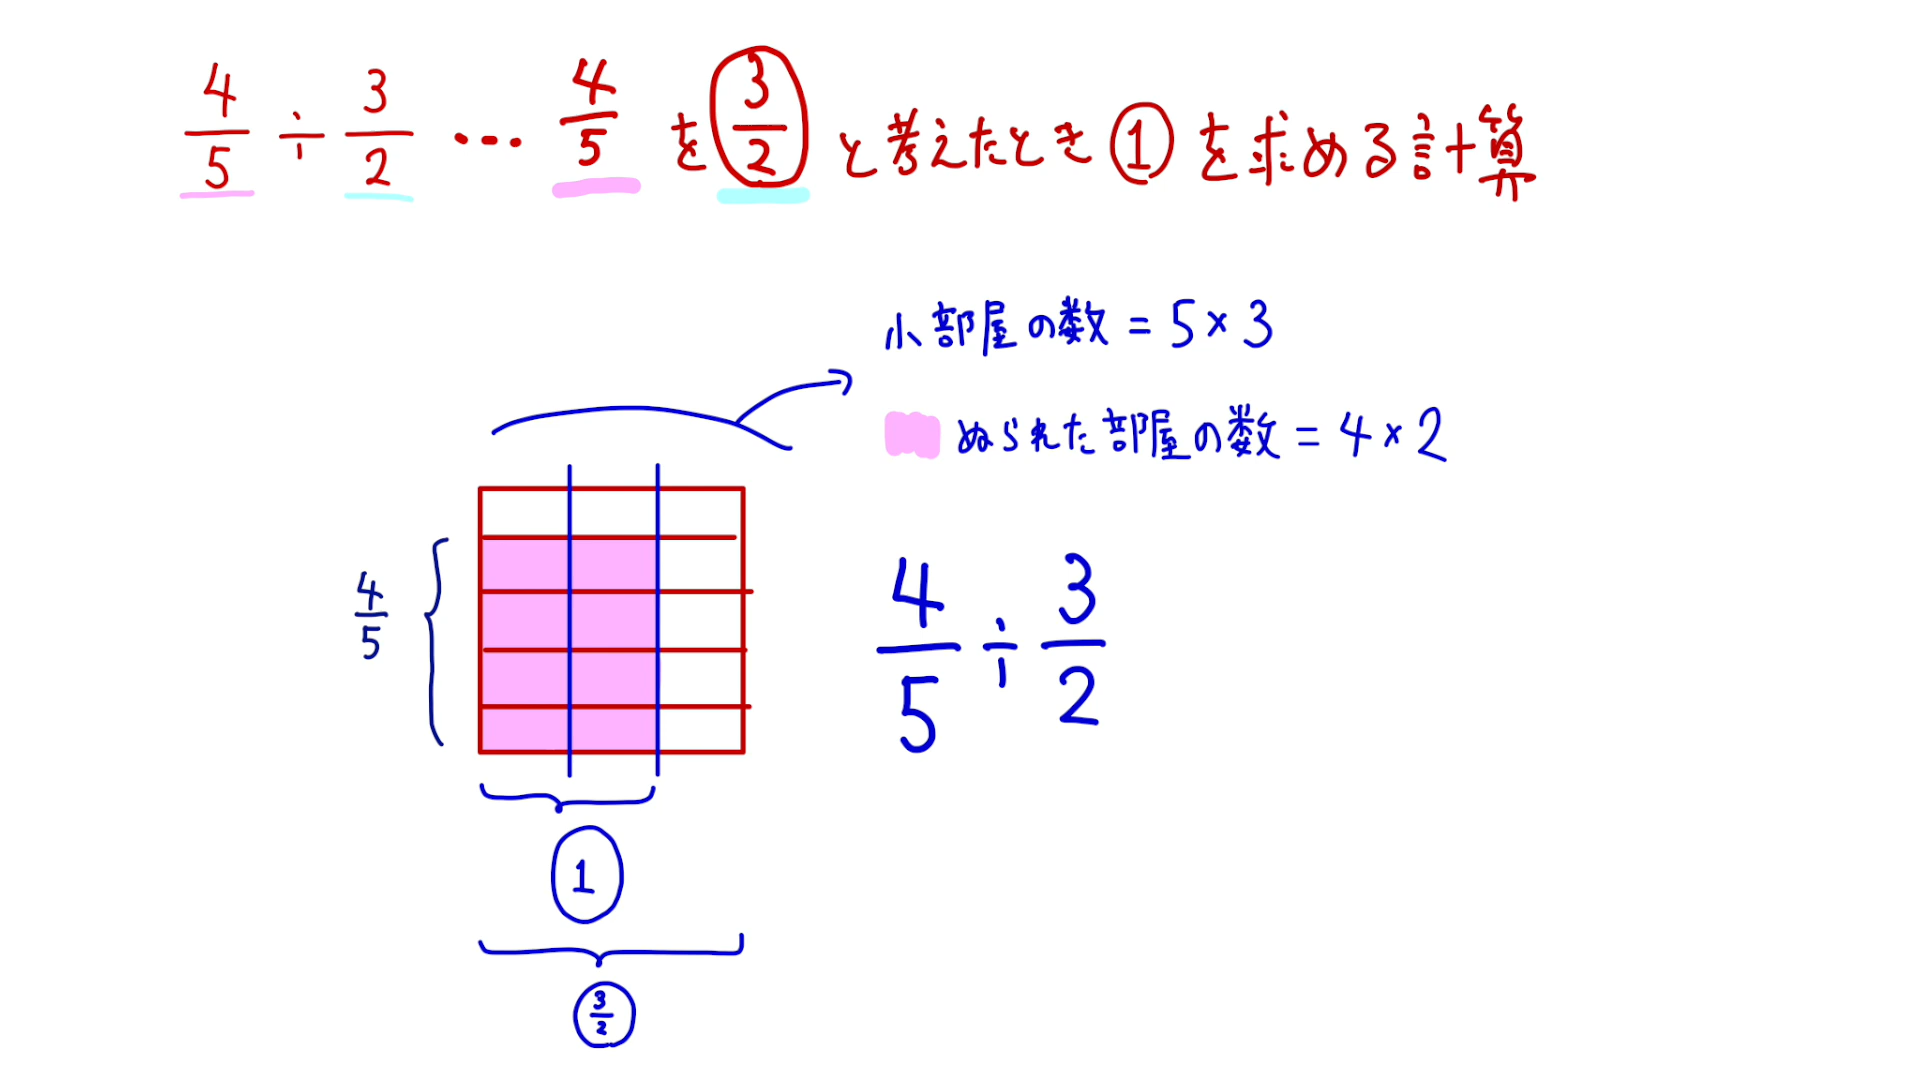 4/5 ÷ 3/2 ・・・ 4/5 を 3/2 と考えたとき ① を求める計算
小部屋の数 = 5 × 3
ぬられた部屋の数 = 4 × 2
4/5
4/5 ÷ 3/2
①
3/2